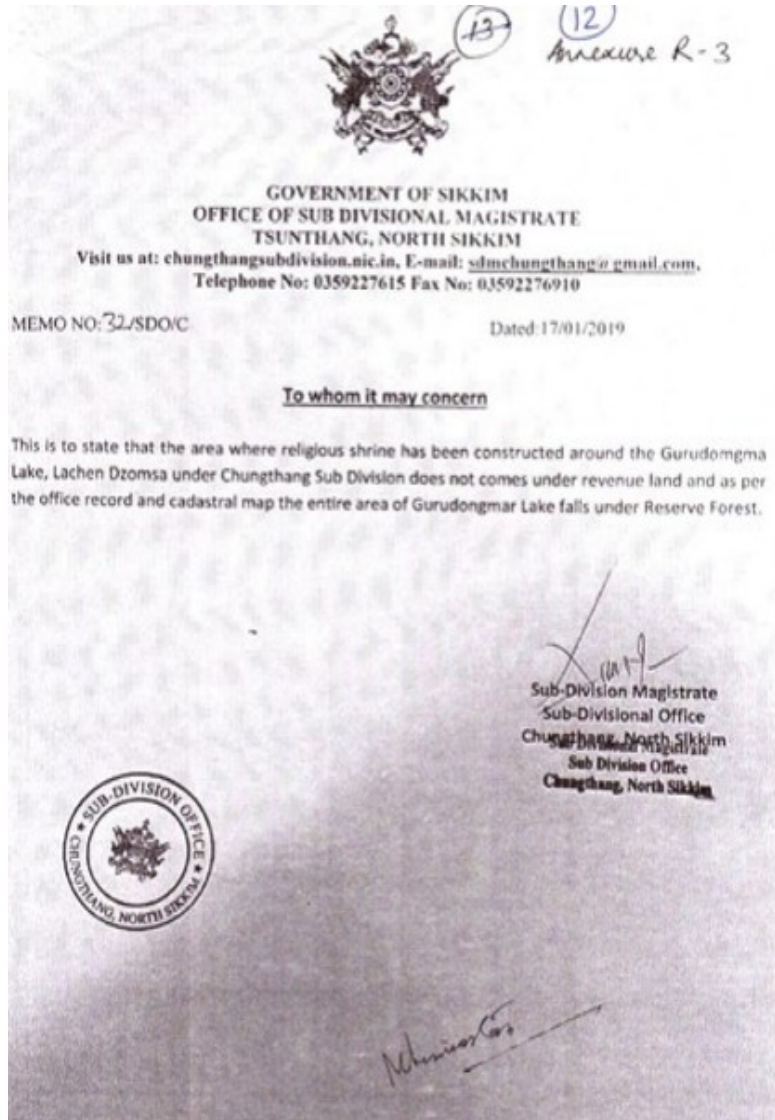 13
12
Annexure R-3
GOVERNMENT OF SIKKIM
OFFICE OF SUB DIVISIONAL MAGISTRATE
TSUNTHANG, NORTH SIKKIM
Visit us at: chungthangsubdivision.nic.in, E-mail: sdmchungthang@gmail.com,
Telephone No: 0359227615 Fax No: 03592276910
MEMO NO: 32/SDO/C
Dated:17/01/2019
To whom it may concern
This is to state that the area where religious shrine has been constructed around the Gurudomgma
Lake, Lachen Dzomsa under Chungthang Sub Division does not comes under revenue land and as per
the office record and cadastral map the entire area of Gurudongmar Lake falls under Reserve Forest.
Sub-Division Magistrate
Sub-Divisional Office
Chungthang, North Sikkim
Sub Divisional Magistrate
Sub Division Office
Chungthang, North Sikkim
★ SUB-DIVISION OFFICE ★
CHUNGTHANG, NORTH SIKKIM